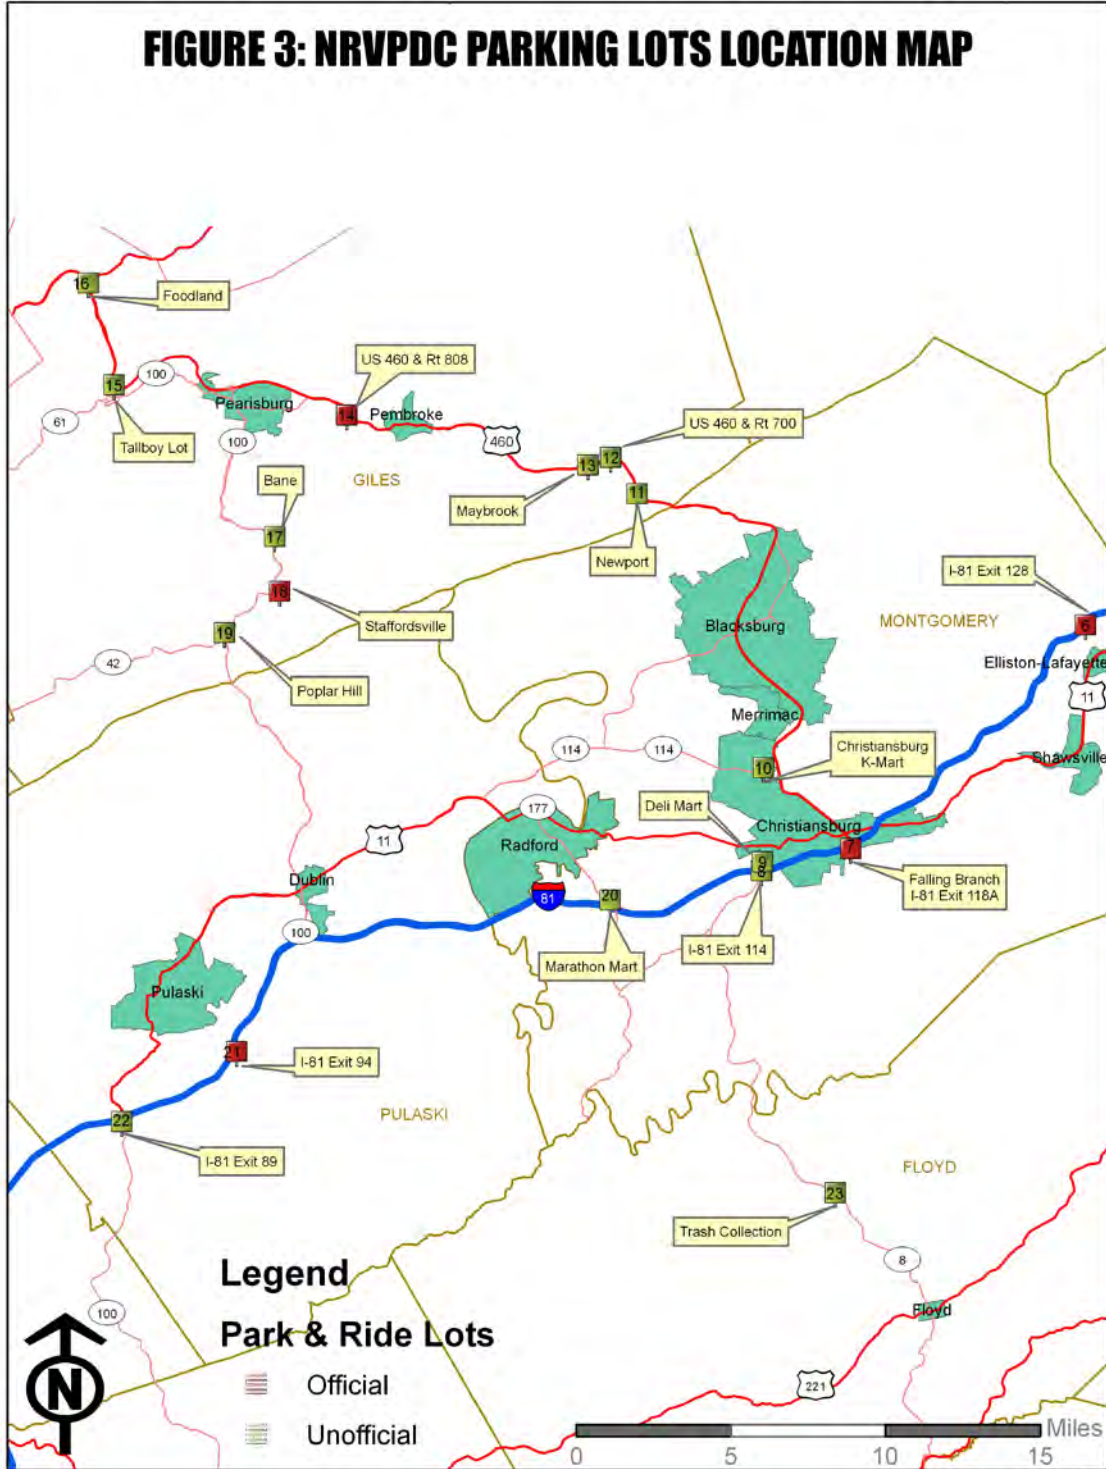 FIGURE 3: NRVPDC PARKING LOTS LOCATION MAP
16
Foodland
US 460 & Rt 808
15
100
Pearisburg
14
Pembroke
61
Tallboy Lot
100
460
US 460 & Rt 700
13
12
GILES
Bane
Maybrook
11
17
Newport
I-81 Exit 128
18
Staffordsville
Blacksburg
MONTGOMERY
6
19
42
Poplar Hill
Elliston-Lafayette
11
Merrimac
114
114
Christiansburg
K-Mart
Shawsville
10
177
Deli Mart
11
Radford
Christiansburg
7
9
8
Dublin
Falling Branch
I-81 Exit 118A
81
20
100
Marathon Mart
I-81 Exit 114
Pulaski
21
I-81 Exit 94
22
PULASKI
I-81 Exit 89
FLOYD
23
Trash Collection
8
Legend
100
Floyd
Park & Ride Lots
N
Official
221
Unofficial
Miles
0
5
10
15